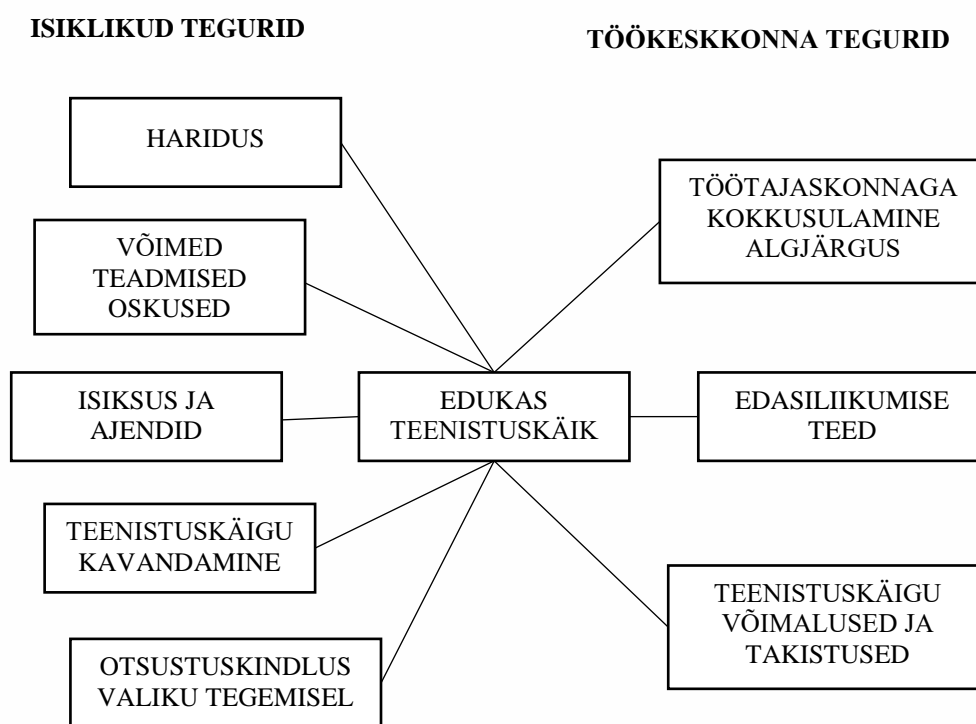 ISIKLIKUD TEGURID
TÖÖKESKKONNA TEGURID
HARIDUS
VÕIMED
TEADMISED
OSKUSED
ISIKSUS JA
AJENDID
TEENISTUSKÄIGU
KAVANDAMINE
OTSUSTUSKINDLUS
VALIKU TEGEMISEL
EDUKAS
TEENISTUSKÄIK
TÖÖTAJASKONNAGA
KOKKUSULAMINE
ALGJÄRGUS
EDASILIIKUMISE
TEED
TEENISTUSKÄIGU
VÕIMALUSED JA
TAKISTUSED